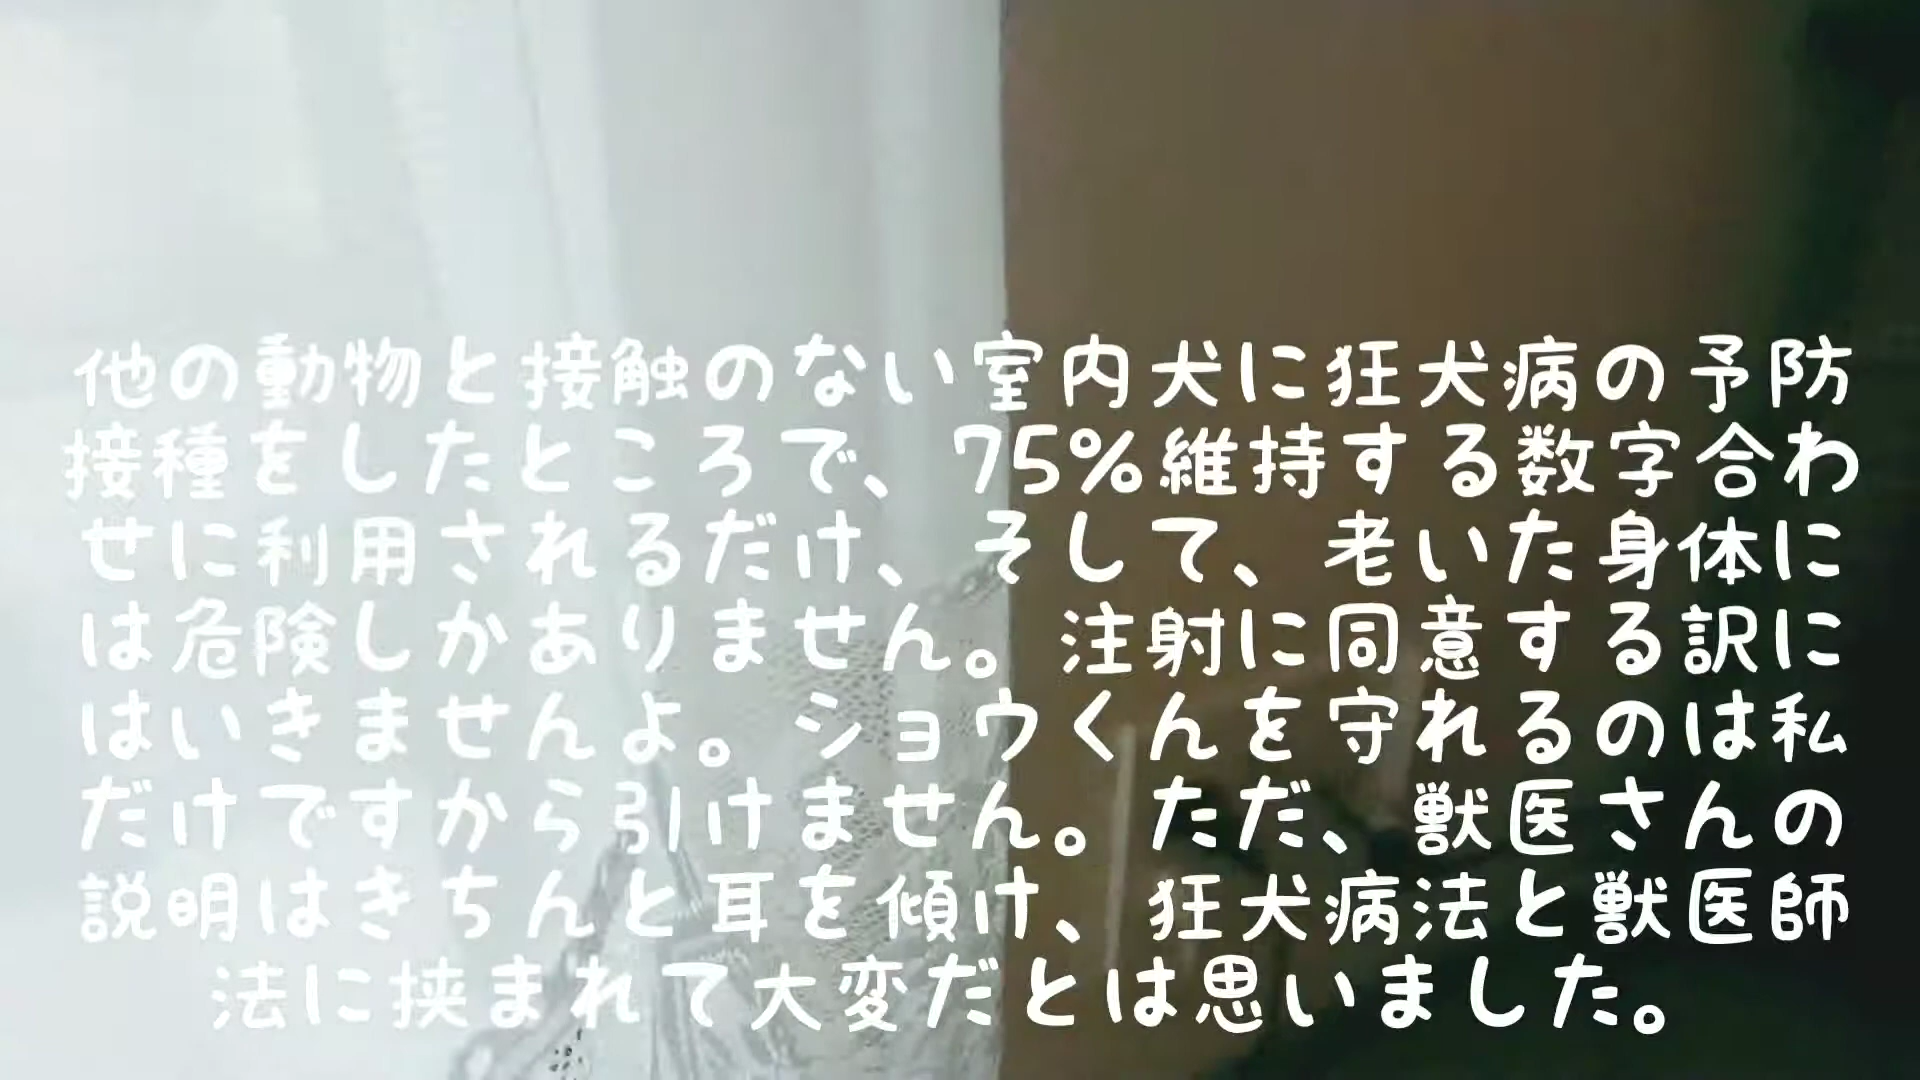 他の動物と接触のない室内犬に狂犬病の予防
接種をしたところで、75%維持する数字合わ
せに利用されるだけ、そして、老いた身体に
は危険しかありません。注射に同意する訳に
はいきませんよ。ショウくんを守れるのは私
だけですから引けません。ただ、獣医さんの
説明はきちんと耳を傾け、狂犬病法と獣医師
法に挟まれて大変だとは思いました。